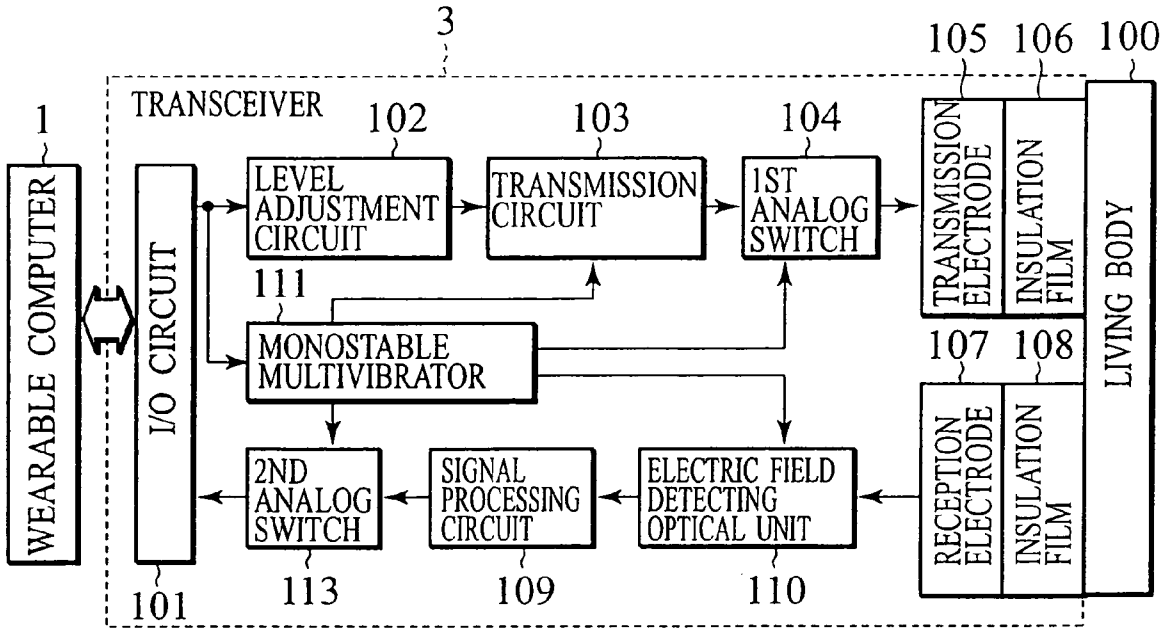 3
105
106
100
TRANSCEIVER
1
102
103
104
WEARABLE COMPUTER
I/O CIRCUIT
LEVEL
ADJUSTMENT
CIRCUIT
TRANSMISSION
CIRCUIT
1ST
ANALOG
SWITCH
TRANSMISSION
ELECTRODE
INSULATION
FILM
LIVING BODY
111
MONOSTABLE
MULTIVIBRATOR
107
108
2ND
ANALOG
SWITCH
SIGNAL
PROCESSING
CIRCUIT
ELECTRIC FIELD
DETECTING
OPTICAL UNIT
RECEPTION
ELECTRODE
INSULATION
FILM
101
113
109
110